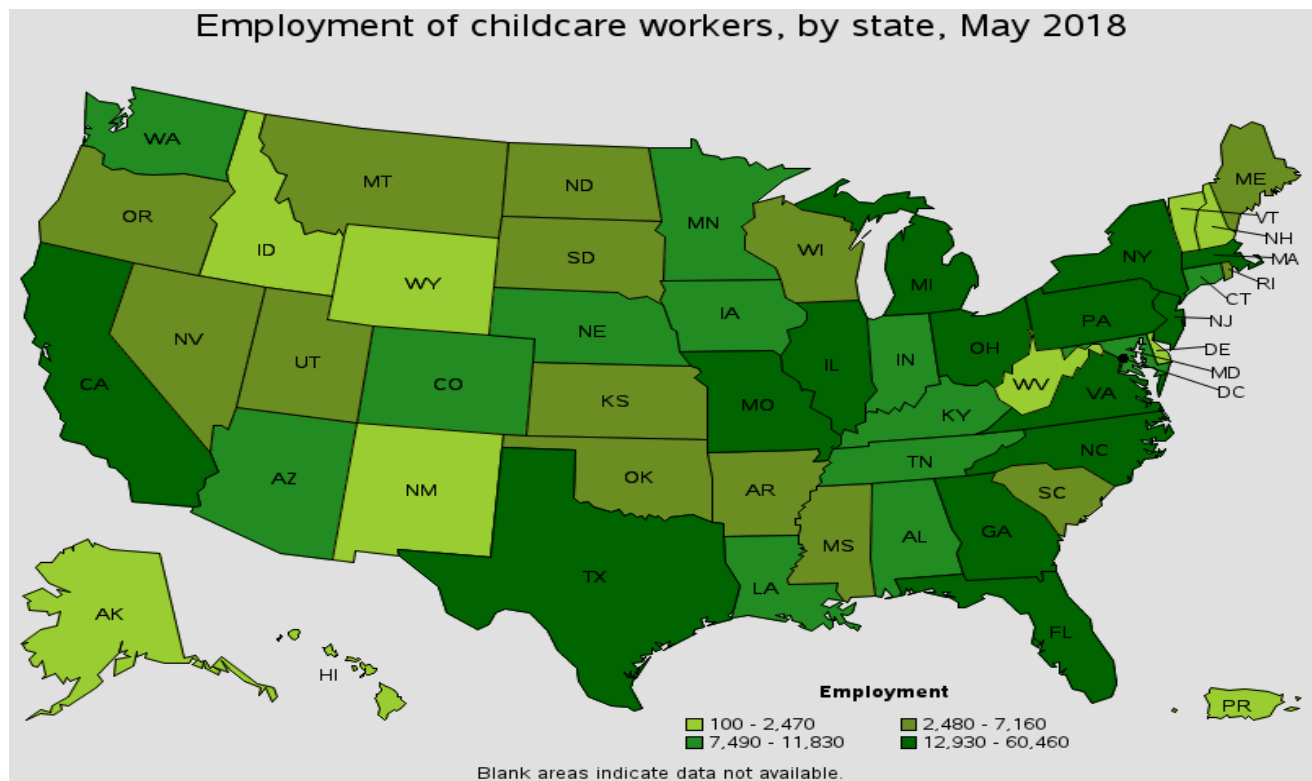 Employment of childcare workers, by state, May 2018
WA
MT
ND
MN
ME
OR
ID
SD
WI
VT
NH
WY
MI
NY
MA
RI
CT
IA
NE
PA
NJ
NV
UT
CO
IL
IN
OH
DE
MD
DC
CA
KS
MO
WV
VA
KY
AZ
NM
OK
AR
TN
NC
SC
MS
AL
GA
TX
LA
FL
AK
HI
PR
Employment
100 - 2,470 2,480 - 7,160
7,490 - 11,830 12,930 - 60,460
Blank areas indicate data not available.